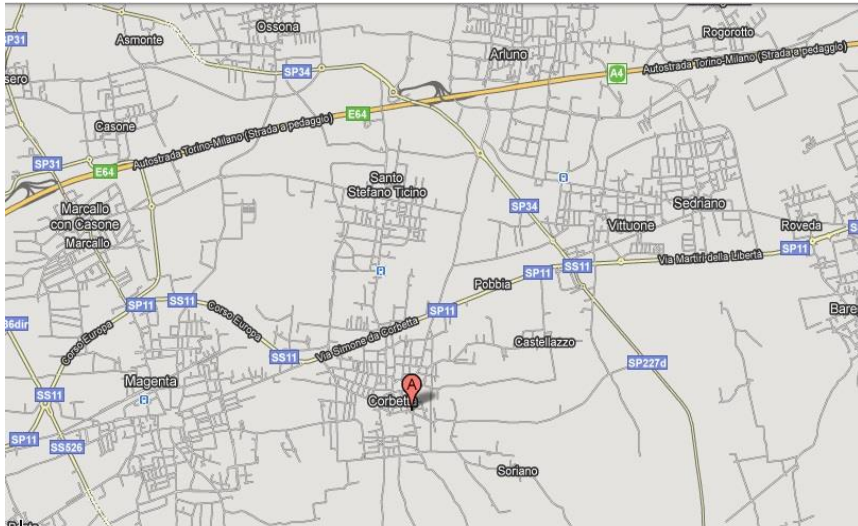 Ossona
Rogorotto
SP31
Asmonte
Arluno
SP34
A4
Autostrada Torino-Milano (Strada a pedaggio)
sero
E64
Casone
Autostrada Torino-Milano (Strada a pedaggio)
SP31
E64
Santo
Stefano Ticino
Marcallo
con Casone
Marcallo
SP34
Sedriano
Vittuone
Roveda
Via Martiri della Libertà
SP11
SP11
SS11
Pobbia
SP11
SS11
SP11
Bare
36dir
Corso Europa
Corso Europa
Via Simone da Corbetta
Castellazzo
SS11
SP227d
Magenta
A
SS11
Corbetta
SP11
SS526
Soriano